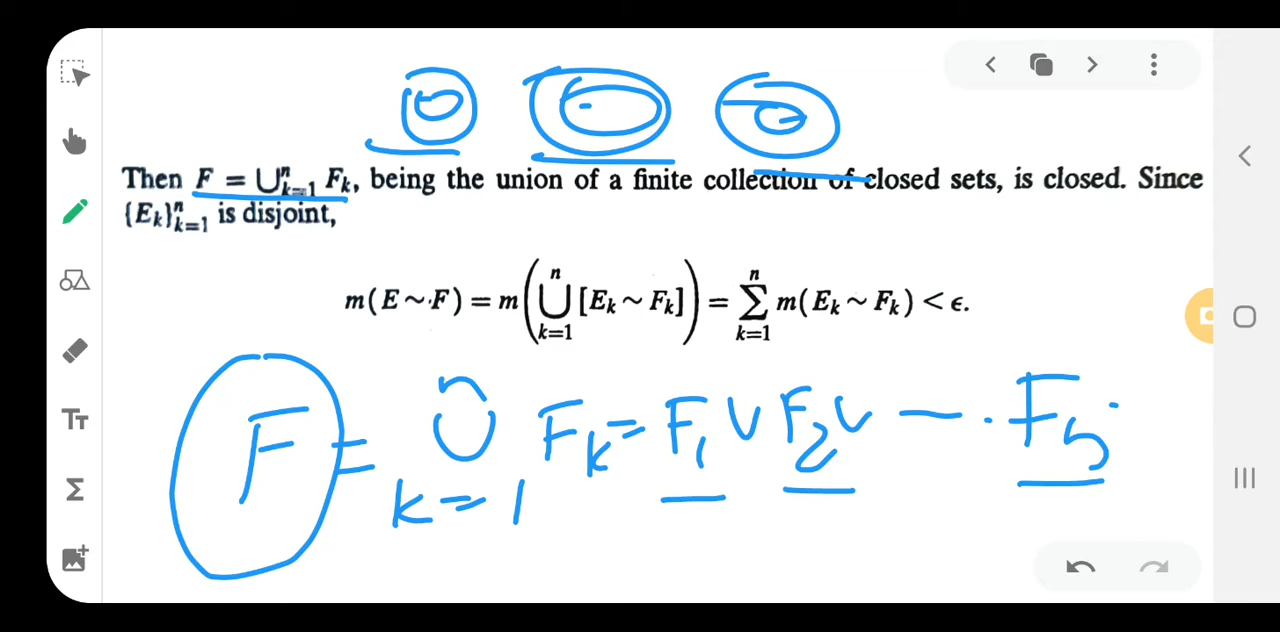 Then F = ⋃ⁿₖ₌₁ Fₖ, being the union of a finite collection of closed sets, is closed. Since
{Eₖ}ⁿₖ₌₁ is disjoint,
m(E ~ F) = m(⋃ⁿₖ₌₁ [Eₖ ~ Fₖ]) = ∑ⁿₖ₌₁ m(Eₖ ~ Fₖ) < ϵ.
F = ∪ₖ₌₁ Fₖ = F₁ ∪ F₂ ∪ —
TT
Σ